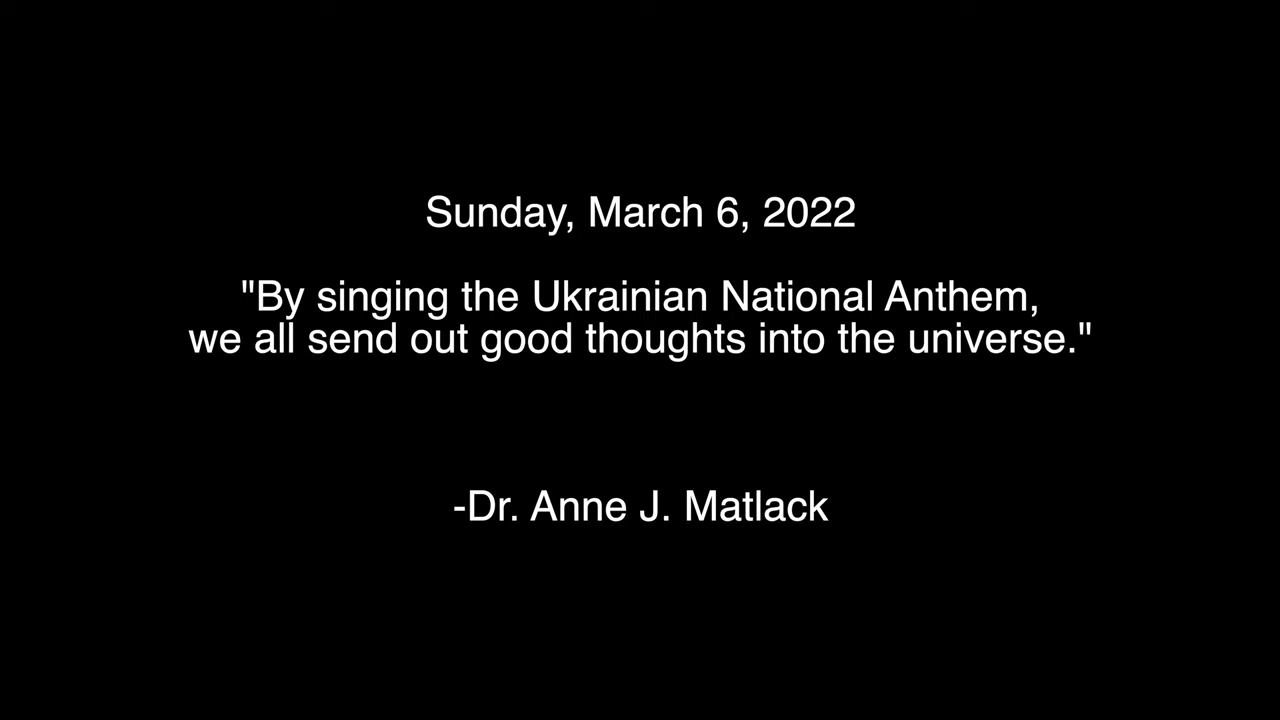 Sunday, March 6, 2022
"By singing the Ukrainian National Anthem,
we all send out good thoughts into the universe."
-Dr. Anne J. Matlack